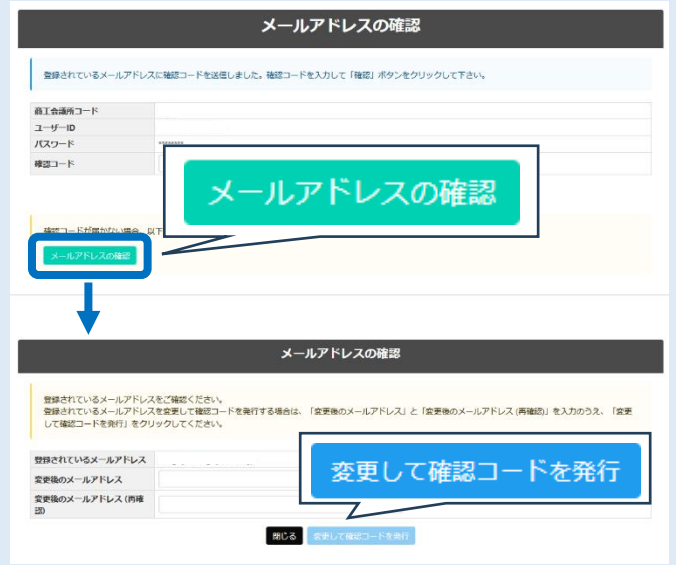 メールアドレスの確認
登録されているメールアドレスに確認コードを送信しました。確認コードを入力して「確認」ボタンをクリックして下さい。
商工会議所コード
ユーザーID
パスワード
********
確認コード
メールアドレスの確認
確認コードが届かない場合、以下
メールアドレスの確認
メールアドレスの確認
登録されているメールアドレスをご確認ください。
登録されているメールアドレスを変更して確認コードを発行する場合は、「変更後のメールアドレス」と「変更後のメールアドレス(再確認)」を入力のうえ、「変更
して確認コードを発行」をクリックしてください。
登録されているメールアドレス
変更後のメールアドレス
変更後のメールアドレス(再確
認)
変更して確認コードを発行
閉じる
変更して確認コードを発行